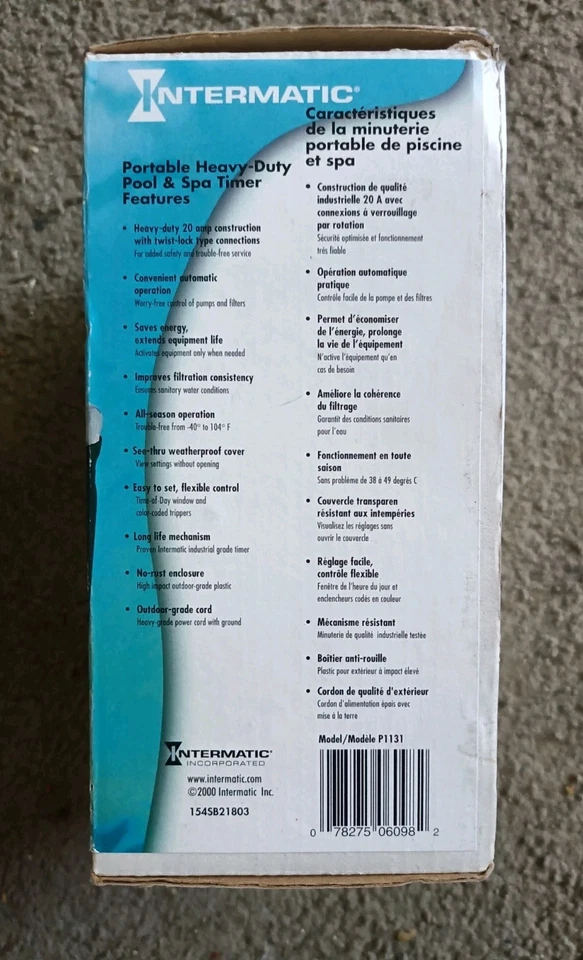 INTERMATIC®
Portable Heavy-Duty
Pool & Spa Timer
Features
• Heavy-duty 20 amp construction
with twist-lock type connections
For added safety and trouble-free service
• Convenient automatic
operation
Worry-free control of pumps and filters
• Saves energy,
extends equipment life
Activates equipment only when needed
• Improves filtration consistency
Ensures sanitary water conditions
• All-season operation
Trouble-free from -40° to 104° F
• See-thru weatherproof cover
View settings without opening
• Easy to set, flexible control
Time-of-Day window and
color-coded trippers
• Long life mechanism
Proven Intermatic industrial grade timer
• No-rust enclosure
High impact outdoor-grade plastic
• Outdoor-grade cord
Heavy-grade power cord with ground
INTERMATIC®
INCORPORATED
www.intermatic.com
©2000 Intermatic Inc.
154SB21803
Caractéristiques
de la minuterie
portable de piscine
et spa
• Construction de qualité
industrielle 20 A avec
connexions à verrouillage
par rotation
Sécurité optimisée et fonctionnement
très fiable
• Opération automatique
pratique
Contrôle facile de la pompe et des filtres
• Permet d'économiser
de l'énergie, prolonge
la vie de l'équipement
N'active l'équipement qu'en
cas de besoin
• Améliore la cohérence
du filtrage
Garantit des conditions sanitaires
pour l'eau
• Fonctionnement en toute
saison
Sans problème de 38 à 49 degrés C
• Couvercle transparen
résistant aux intempéries
Visualisez les réglages sans
ouvrir le couvercle
• Réglage facile,
contrôle flexible
Fenêtre de l'heure du jour et
enclencheurs codés en couleur
• Mécanisme résistant
Minuterie de qualité industrielle testée
• Boîtier anti-rouille
Plastic pour extérieur à impact élevé
• Cordon de qualité d'extérieur
Cordon d'alimentation épais avec
mise à la terre
Model/Modèle P1131
0 78275 06098 2